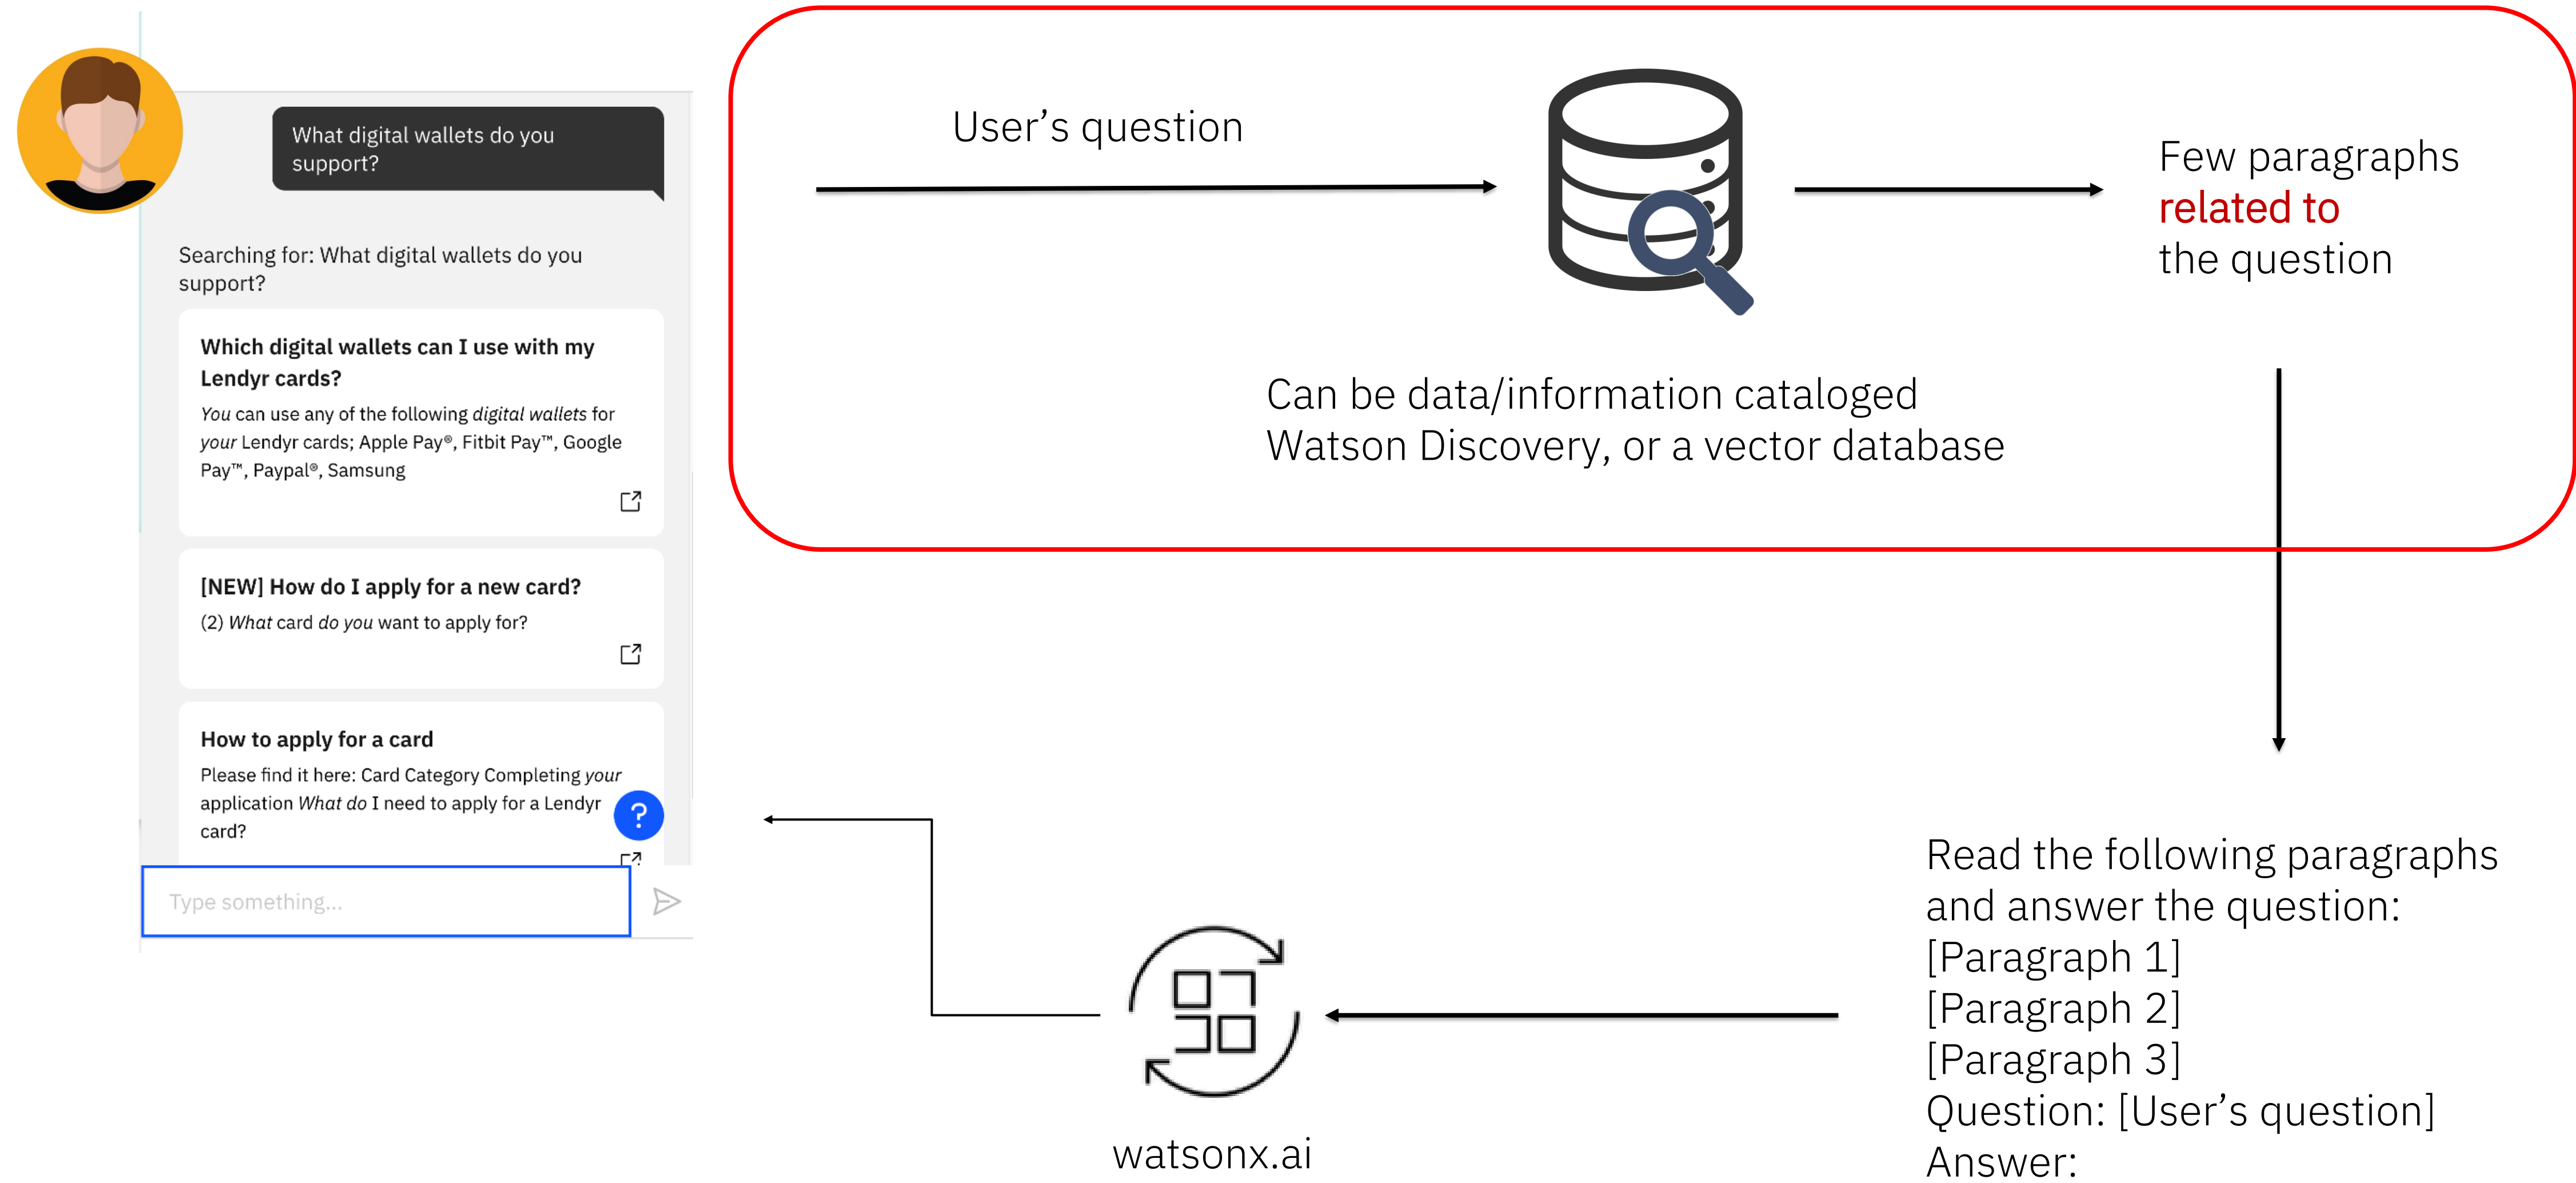 What digital wallets do you
support?
Searching for: What digital wallets do you
support?
Which digital wallets can I use with my
Lendyr cards?
You can use any of the following digital wallets for
your Lendyr cards; Apple Pay®, Fitbit Pay™, Google
Pay™, Paypal®, Samsung
[NEW] How do I apply for a new card?
(2) What card do you want to apply for?
How to apply for a card
Please find it here: Card Category Completing your
application What do I need to apply for a Lendyr
card?
?
Type something...
User’s question
Can be data/information cataloged
Watson Discovery, or a vector database
Few paragraphs
related to
the question
Read the following paragraphs
and answer the question:
[Paragraph 1]
[Paragraph 2]
[Paragraph 3]
Question: [User’s question]
Answer:
watsonx.ai